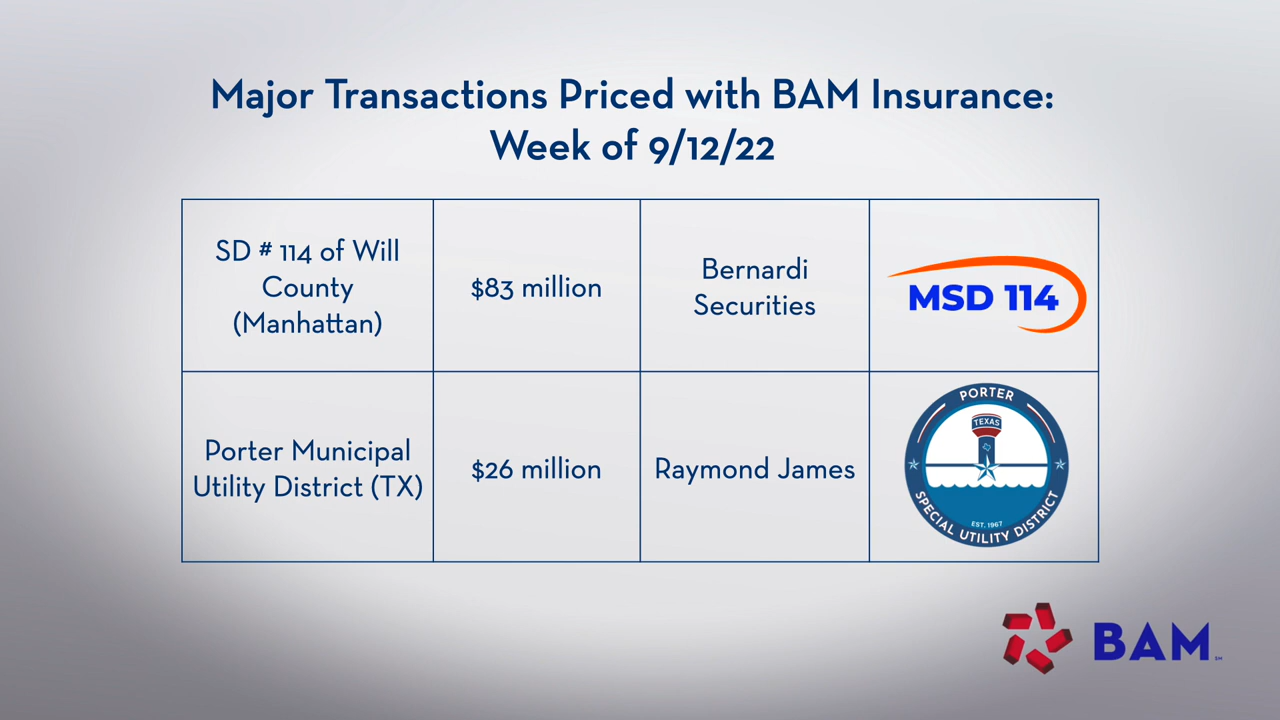 Major Transactions Priced with BAM Insurance:
Week of 9/12/22
SD # 114 of Will
County
(Manhattan)
$83 million
Bernardi
Securities
MSD 114
Porter Municipal
Utility District (TX)
$26 million
Raymond James
PORTER
TEXAS
EST. 1967
SPECIAL UTILITY DISTRICT
BAM
SM